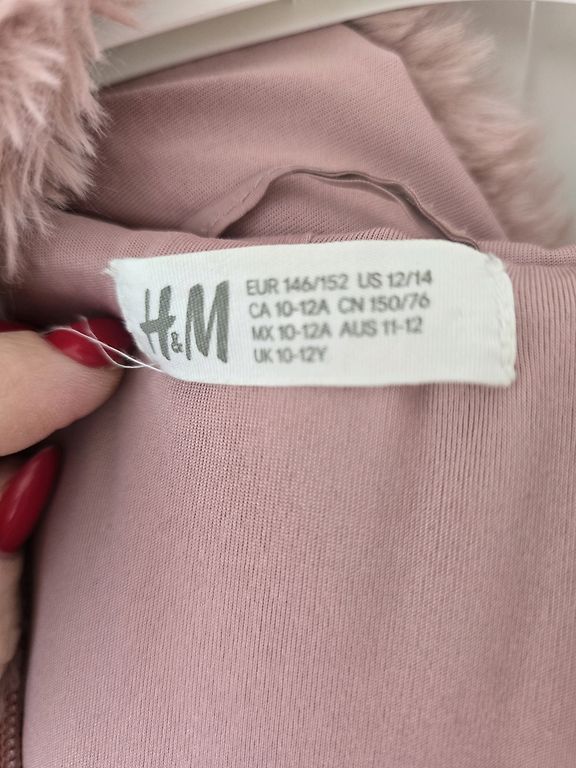 H&M
EUR 146/152 US 12/14
CA 10-12A CN 150/76
MX 10-12A AUS 11-12
UK 10-12Y